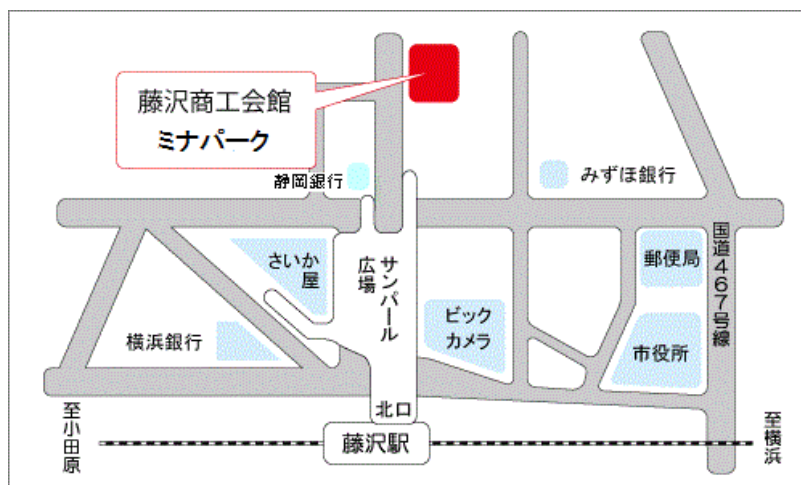 藤沢商工会館
ミナパーク
静岡銀行
みずほ銀行
さいか
屋
サンパール
広場
ビック
カメラ
郵便局
国道467号線
横浜銀行
市役所
北口
藤沢駅
至小田原
至横浜